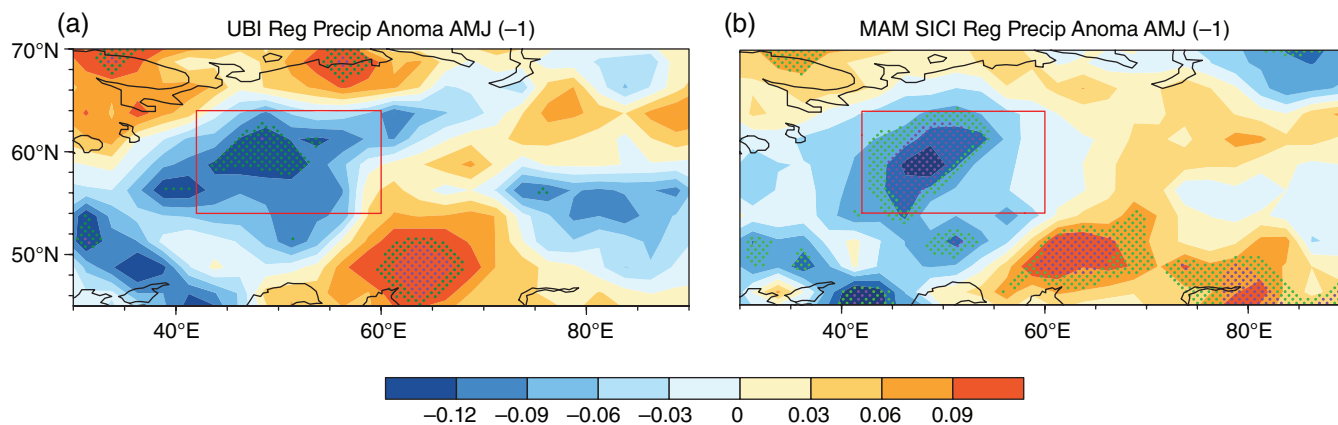 (a) UBI Reg Precip Anoma AMJ (−1)
70°N
60°N
50°N
40°E 60°E 80°E
(b) MAM SICI Reg Precip Anoma AMJ (−1)
40°E 60°E 80°E
−0.12 −0.09 −0.06 −0.03 0 0.03 0.06 0.09